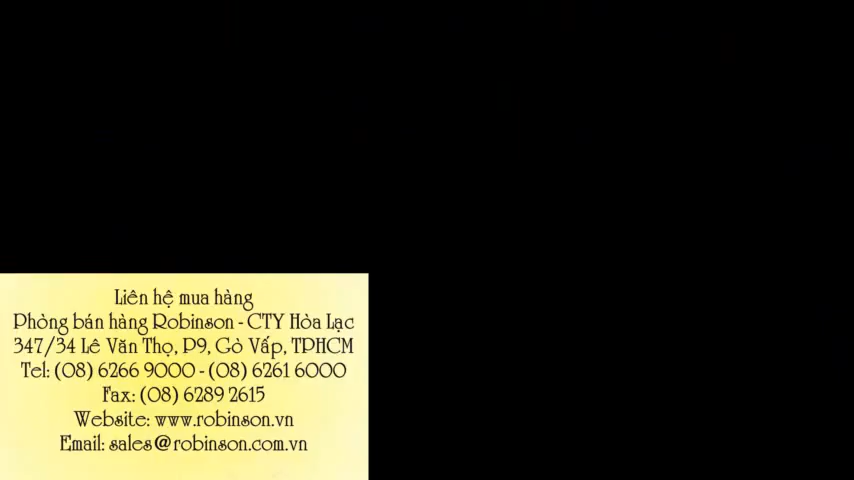 Liên hệ mua hàng
Phòng bán hàng Robinson - CTY Hòa Lạc
347/34 Lê Văn Thọ, P9, Gò Vấp, TPHCM
Tel: (08) 6266 9000 - (08) 6261 6000
Fax: (08) 6289 2615
Website: www.robinson.vn
Email: sales@robinson.com.vn